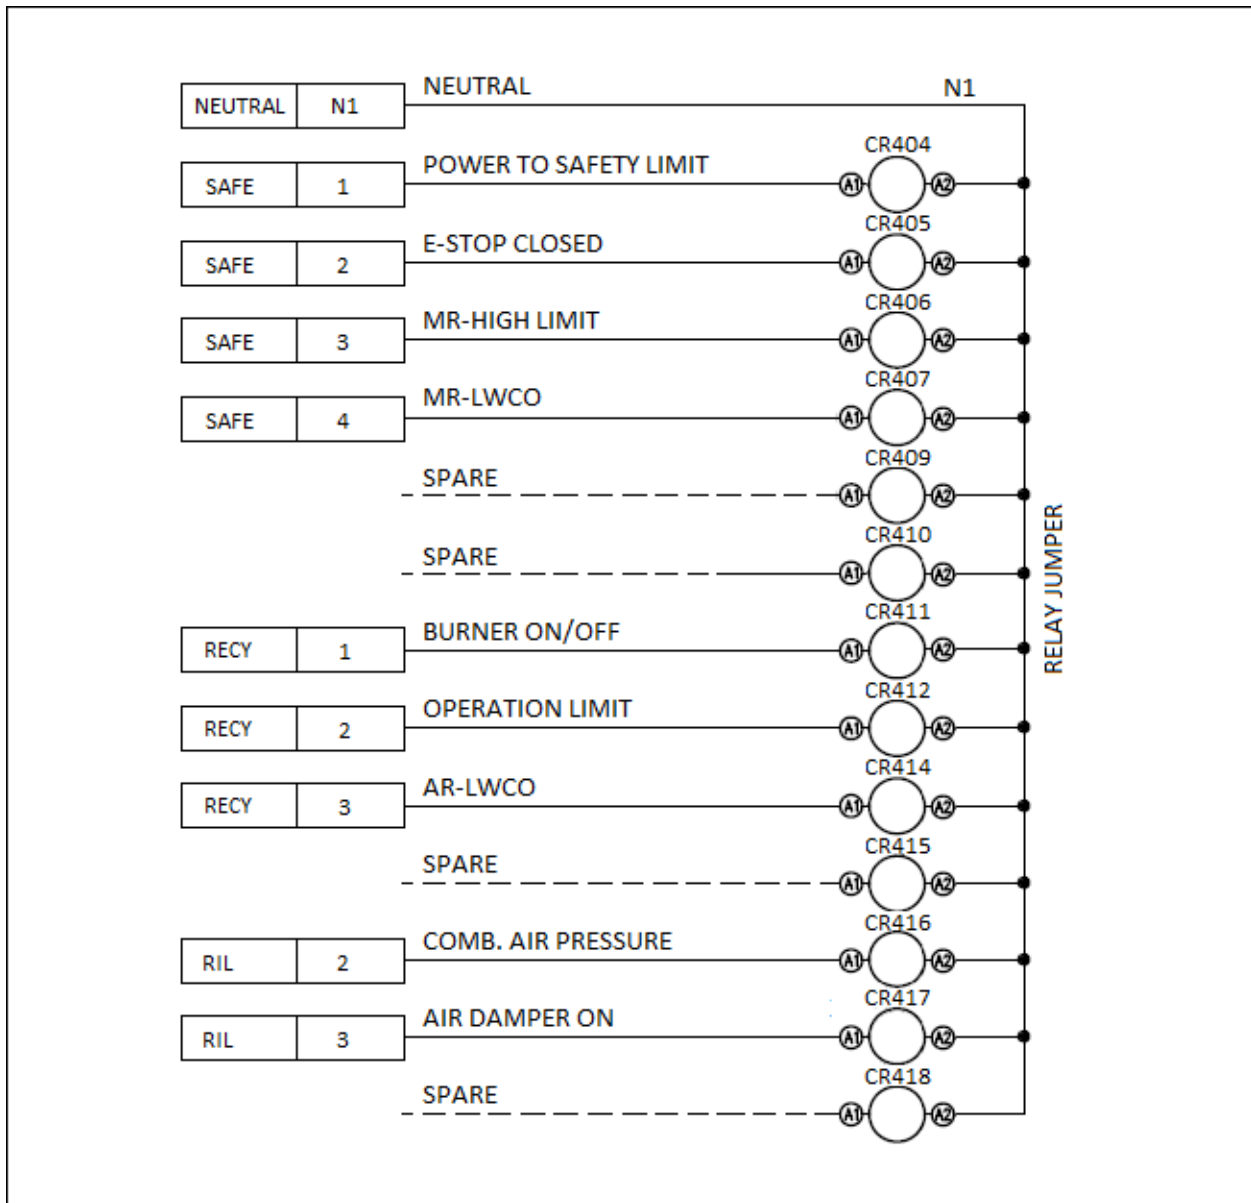 NEUTRAL N1 NEUTRAL N1
CR404
SAFE 1 POWER TO SAFETY LIMIT A1 A2
CR405
SAFE 2 E-STOP CLOSED A1 A2
CR406
SAFE 3 MR-HIGH LIMIT A1 A2
CR407
SAFE 4 MR-LWCO A1 A2
CR409
SPARE A1 A2
CR410
SPARE A1 A2
RELAY JUMPER
CR411
RECY 1 BURNER ON/OFF A1 A2
CR412
RECY 2 OPERATION LIMIT A1 A2
CR414
RECY 3 AR-LWCO A1 A2
CR415
SPARE A1 A2
CR416
RIL 2 COMB. AIR PRESSURE A1 A2
CR417
RIL 3 AIR DAMPER ON A1 A2
CR418
SPARE A1 A2